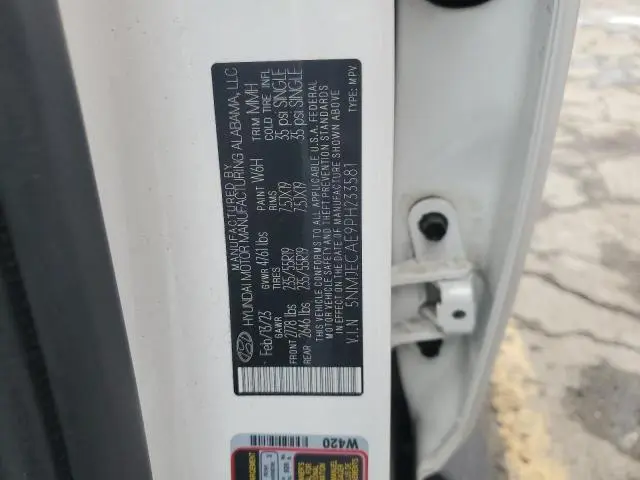 MANUFACTURED BY
HYUNDAI MOTOR MANUFACTURING ALABAMA, LLC
Feb/13/23 GVWR 4761 lbs PAINT W6H TRIM MMH
GAWR TIRES RIMS COLD TIRE INFL
FRONT 2778 lbs 235/55R19 7.5JX19 35 psi SINGLE
REAR 2646 lbs 235/55R19 7.5JX19 35 psi SINGLE
THIS VEHICLE CONFORMS TO ALL APPLICABLE U.S.A. FEDERAL
MOTOR VEHICLE SAFETY AND THEFT PREVENTION STANDARDS
IN EFFECT ON THE DATE OF MANUFACTURE SHOWN ABOVE
V.I.N 5NMJECAE9PH233581 TYPE: MPV
W420